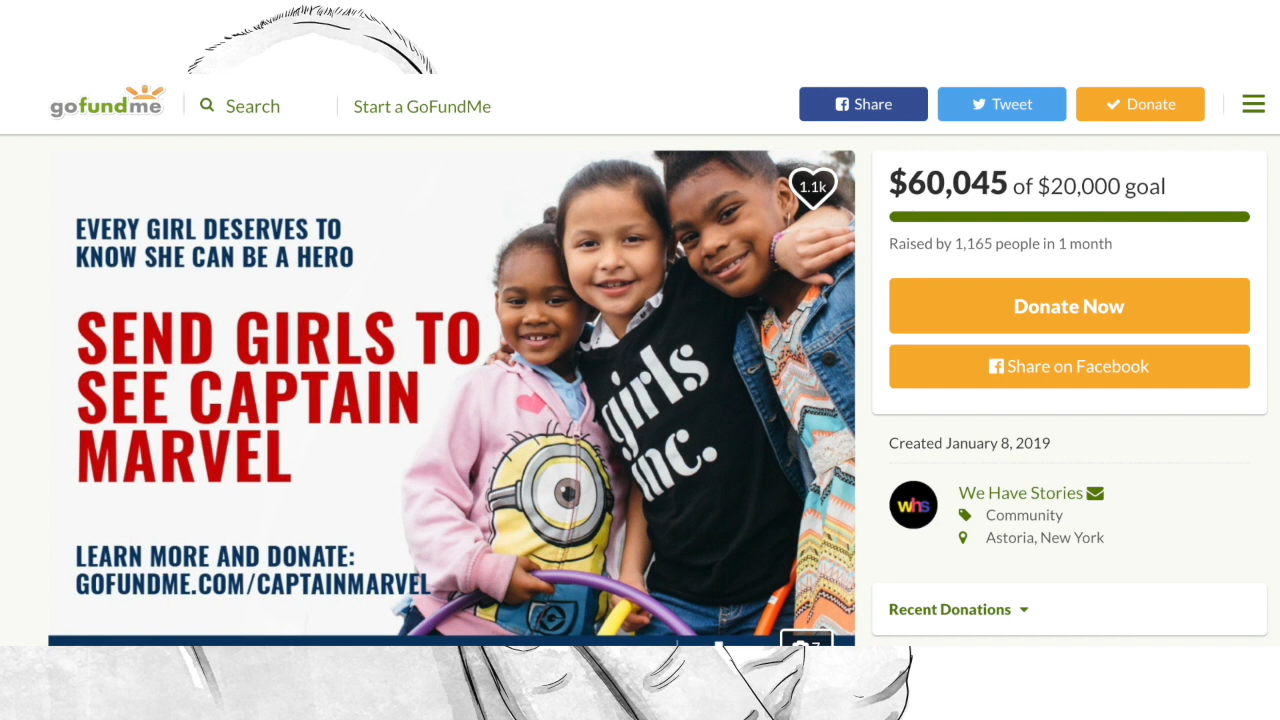 gofundme
Search
Start a GoFundMe
Share
Tweet
Donate
EVERY GIRL DESERVES TO
KNOW SHE CAN BE A HERO
SEND GIRLS TO
SEE CAPTAIN
MARVEL
LEARN MORE AND DONATE:
GOFUNDME.COM/CAPTAINMARVEL
1.1k
girls
inc.
$60,045 of $20,000 goal
Raised by 1,165 people in 1 month
Donate Now
Share on Facebook
Created January 8, 2019
whs
We Have Stories
Community
Astoria, New York
Recent Donations